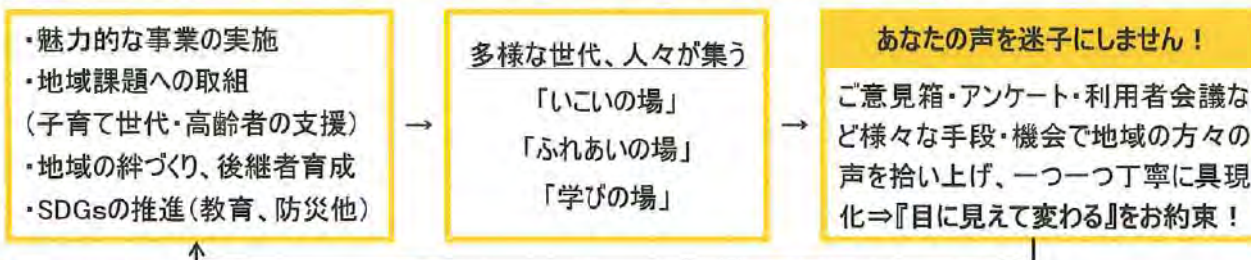 ・魅力的な事業の実施
・地域課題への取組
(子育て世代・高齢者の支援)
・地域の絆づくり、後継者育成
・SDGsの推進(教育、防災他)
→
多様な世代、人々が集う
「いこいの場」
「ふれあいの場」
「学びの場」
→
あなたの声を迷子にしません！
ご意見箱・アンケート・利用者会議な
ど様々な手段・機会で地域の方々の
声を拾い上げ、一つ一つ丁寧に具現
化⇒『目に見えて変わる』をお約束！